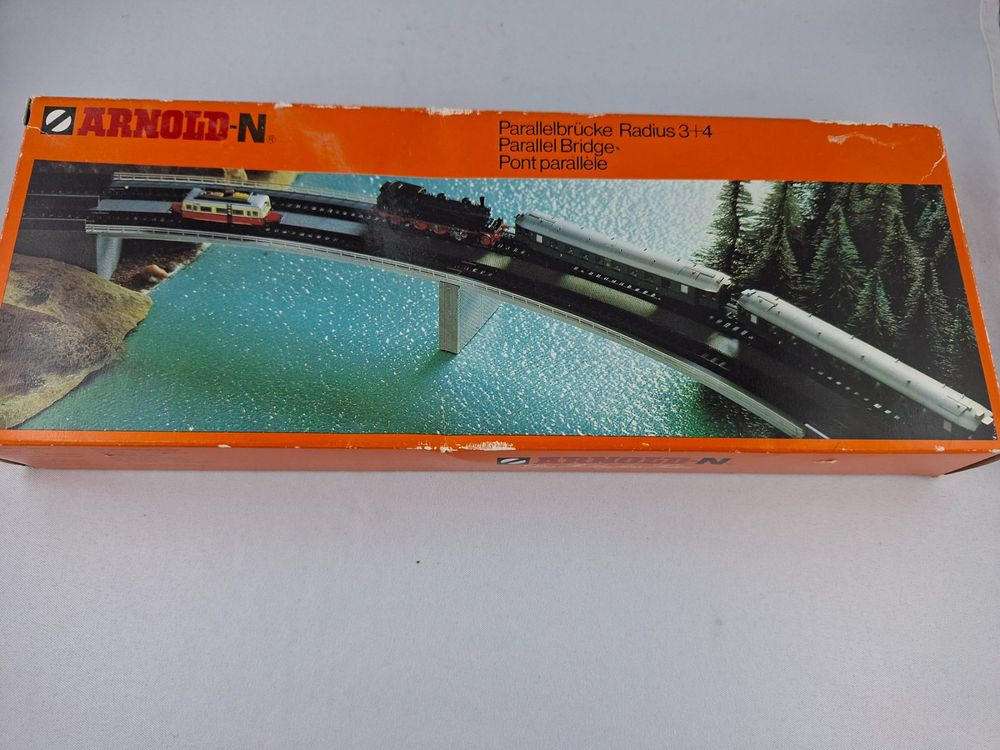 ARNOLD-N®
Parallelbrücke Radius 3+4
Parallel Bridge
Pont parallèle
ARNOLD-N